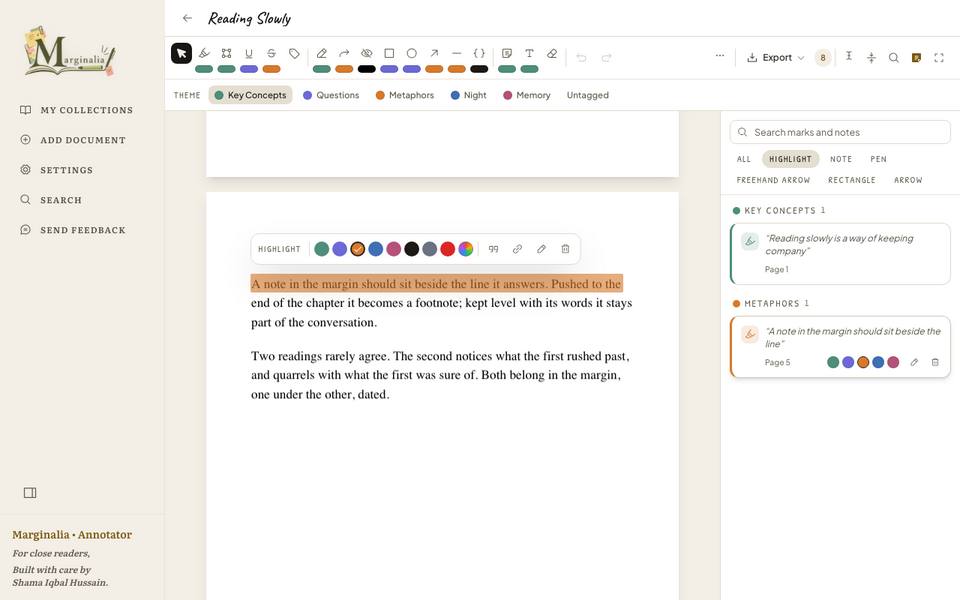 Marginalia
MY COLLECTIONS
ADD DOCUMENT
SETTINGS
SEARCH
SEND FEEDBACK
Marginalia • Annotator
For close readers,
Built with care by
Shama Iqbal Hussain.
Reading Slowly
Export
8
THEME
Key Concepts
Questions
Metaphors
Night
Memory
Untagged
HIGHLIGHT
A note in the margin should sit beside the line it answers. Pushed to the
end of the chapter it becomes a footnote; kept level with its words it stays
part of the conversation.
Two readings rarely agree. The second notices what the first rushed past,
and quarrels with what the first was sure of. Both belong in the margin,
one under the other, dated.
Search marks and notes
ALL HIGHLIGHT NOTE PEN
FREEHAND ARROW RECTANGLE ARROW
KEY CONCEPTS 1
"Reading slowly is a way of keeping
company"
Page 1
METAPHORS 1
"A note in the margin should sit beside the
line"
Page 5